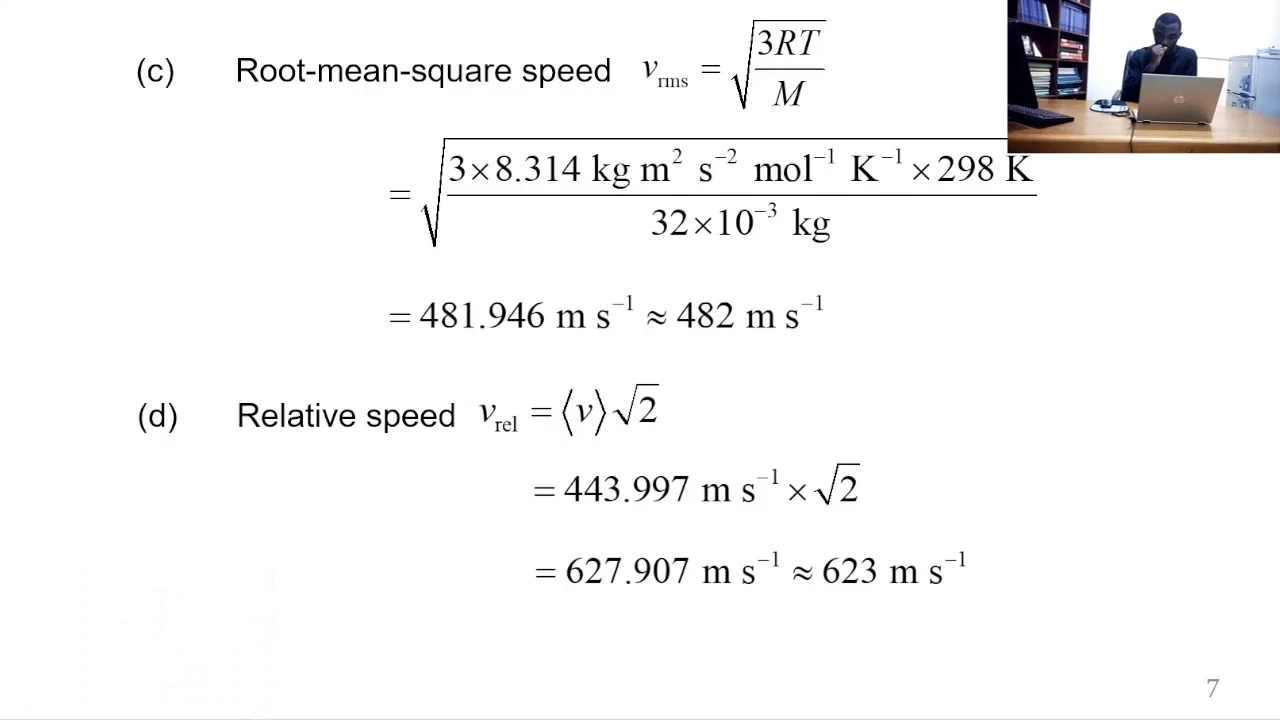 (c) Root-mean-square speed v_rms = √(3RT / M)
= √(3×8.314 kg m² s⁻² mol⁻¹ K⁻¹ ×298 K / 32×10⁻³ kg)
= 481.946 m s⁻¹ ≈ 482 m s⁻¹
(d) Relative speed v_rel = ⟨v⟩√2
= 443.997 m s⁻¹ × √2
= 627.907 m s⁻¹ ≈ 623 m s⁻¹
7